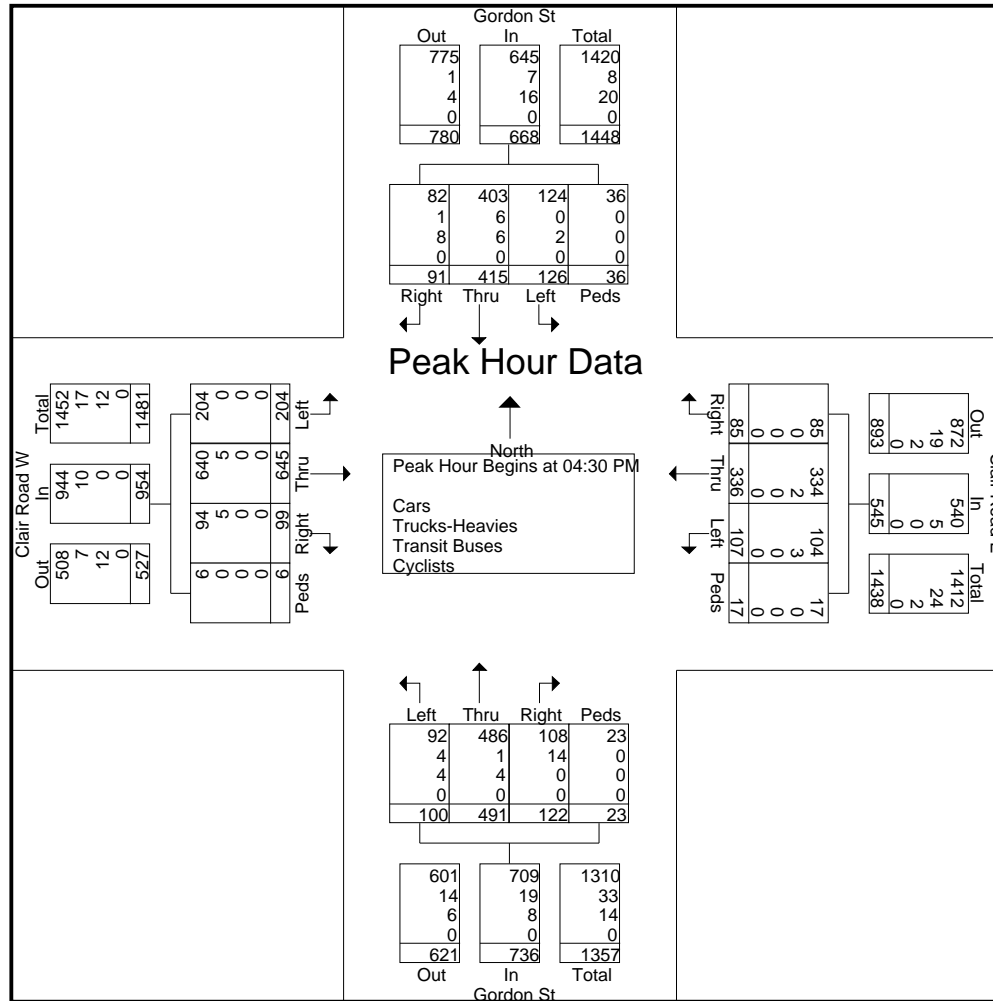 Gordon St
Out In Total
775 645 1420
1 7 8
4 16 20
0 0 0
780 668 1448
82 403 124 36
1 6 0 0
8 6 2 0
0 0 0 0
91 415 126 36
Right Thru Left Peds
Peak Hour Data
Clair Road W
Total
1452
17
12
0
1481
In
944
10
0
0
954
Out
508
7
12
0
527
204
0
0
0
204
Left
640
5
0
0
645
Thru
94
5
0
0
99
Right
6
0
0
0
6
Peds
North
Peak Hour Begins at 04:30 PM
Cars
Trucks-Heavies
Transit Buses
Cyclists
Right
85
0
0
0
85
Thru
334
2
0
0
336
Left
104
3
0
0
107
Peds
17
0
0
0
17
Out
872
19
2
0
893
In
540
5
0
0
545
Total
1412
24
2
0
1438
Left Thru Right Peds
92 486 108 23
4 1 14 0
4 4 0 0
0 0 0 0
100 491 122 23
601 709 1310
14 19 33
6 8 14
0 0 0
621 736 1357
Out In Total
Gordon St